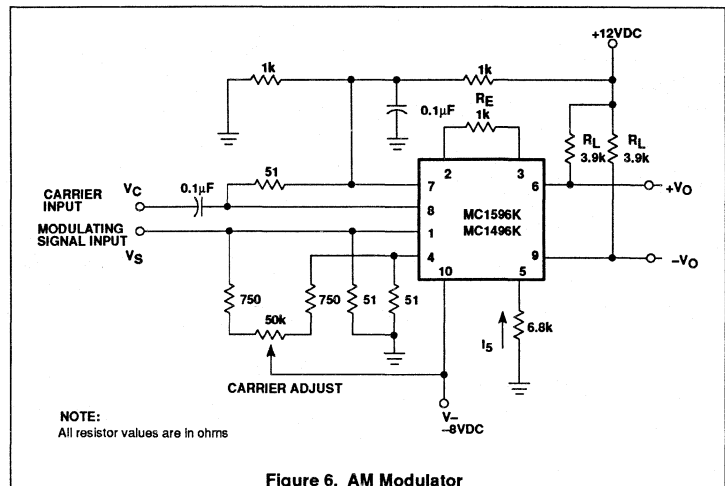 +12VDC
1k
1k
0.1µF
RE
1k
RL
3.9k
RL
3.9k
51
VC
0.1µF
CARRIER
INPUT
MODULATING
SIGNAL INPUT
VS
2
3
7
8
1
4
10
5
6
9
MC1596K
MC1496K
+VO
–VO
750
750
51
51
50k
I5
6.8k
CARRIER ADJUST
V–
–8VDC
NOTE:
All resistor values are in ohms
Figure 6. AM Modulator